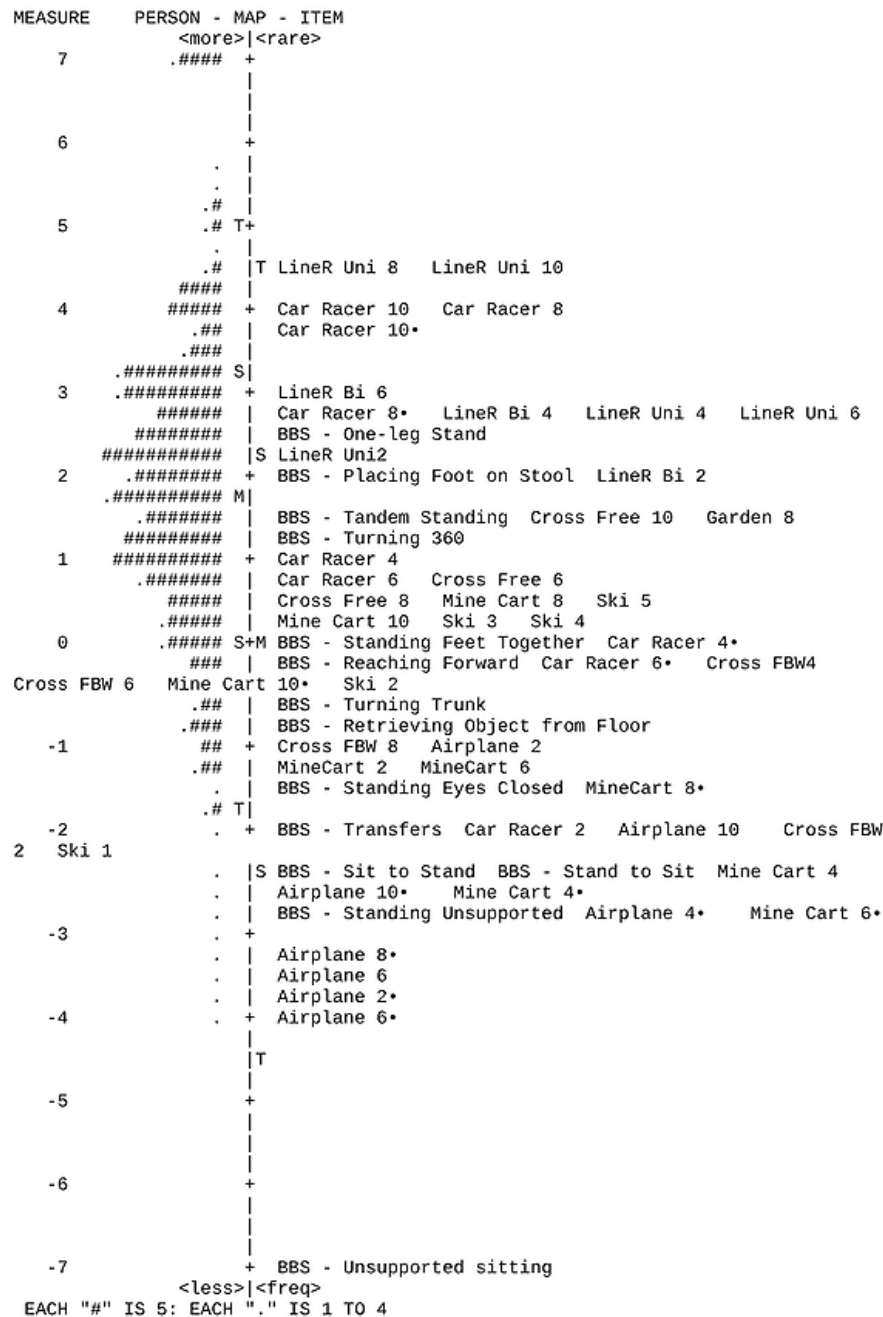 MEASURE PERSON - MAP - ITEM
<more>|<rare>
7 .#### +
|
|
|
6 +
. |
. |
.# |
5 .# T+
. |
.# |T LineR Uni 8 LineR Uni 10
#### |
4 ##### + Car Racer 10 Car Racer 8
.## | Car Racer 10•
.### |
.######### S|
3 .######### + LineR Bi 6
###### | Car Racer 8• LineR Bi 4 LineR Uni 4 LineR Uni 6
######## | BBS - One-leg Stand
########### |S LineR Uni2
2 .######## + BBS - Placing Foot on Stool LineR Bi 2
.########## M|
.####### | BBS - Tandem Standing Cross Free 10 Garden 8
######### | BBS - Turning 360
1 ########## + Car Racer 4
.####### | Car Racer 6 Cross Free 6
##### | Cross Free 8 Mine Cart 8 Ski 5
.##### | Mine Cart 10 Ski 3 Ski 4
0 .##### S+M BBS - Standing Feet Together Car Racer 4•
### | BBS - Reaching Forward Car Racer 6• Cross FBW4
Cross FBW 6 Mine Cart 10• Ski 2
.## | BBS - Turning Trunk
.### | BBS - Retrieving Object from Floor
-1 ## + Cross FBW 8 Airplane 2
.## | MineCart 2 MineCart 6
. | BBS - Standing Eyes Closed MineCart 8•
.# T|
-2 . + BBS - Transfers Car Racer 2 Airplane 10 Cross FBW
2 Ski 1
. |S BBS - Sit to Stand BBS - Stand to Sit Mine Cart 4
. | Airplane 10• Mine Cart 4•
. | BBS - Standing Unsupported Airplane 4• Mine Cart 6•
-3 . +
. | Airplane 8•
. | Airplane 6
. | Airplane 2•
-4 . + Airplane 6•
|
|T
|
-5 +
|
|
|
-6 +
|
|
|
-7 + BBS - Unsupported sitting
<less>|<freq>
EACH "#" IS 5: EACH "." IS 1 TO 4